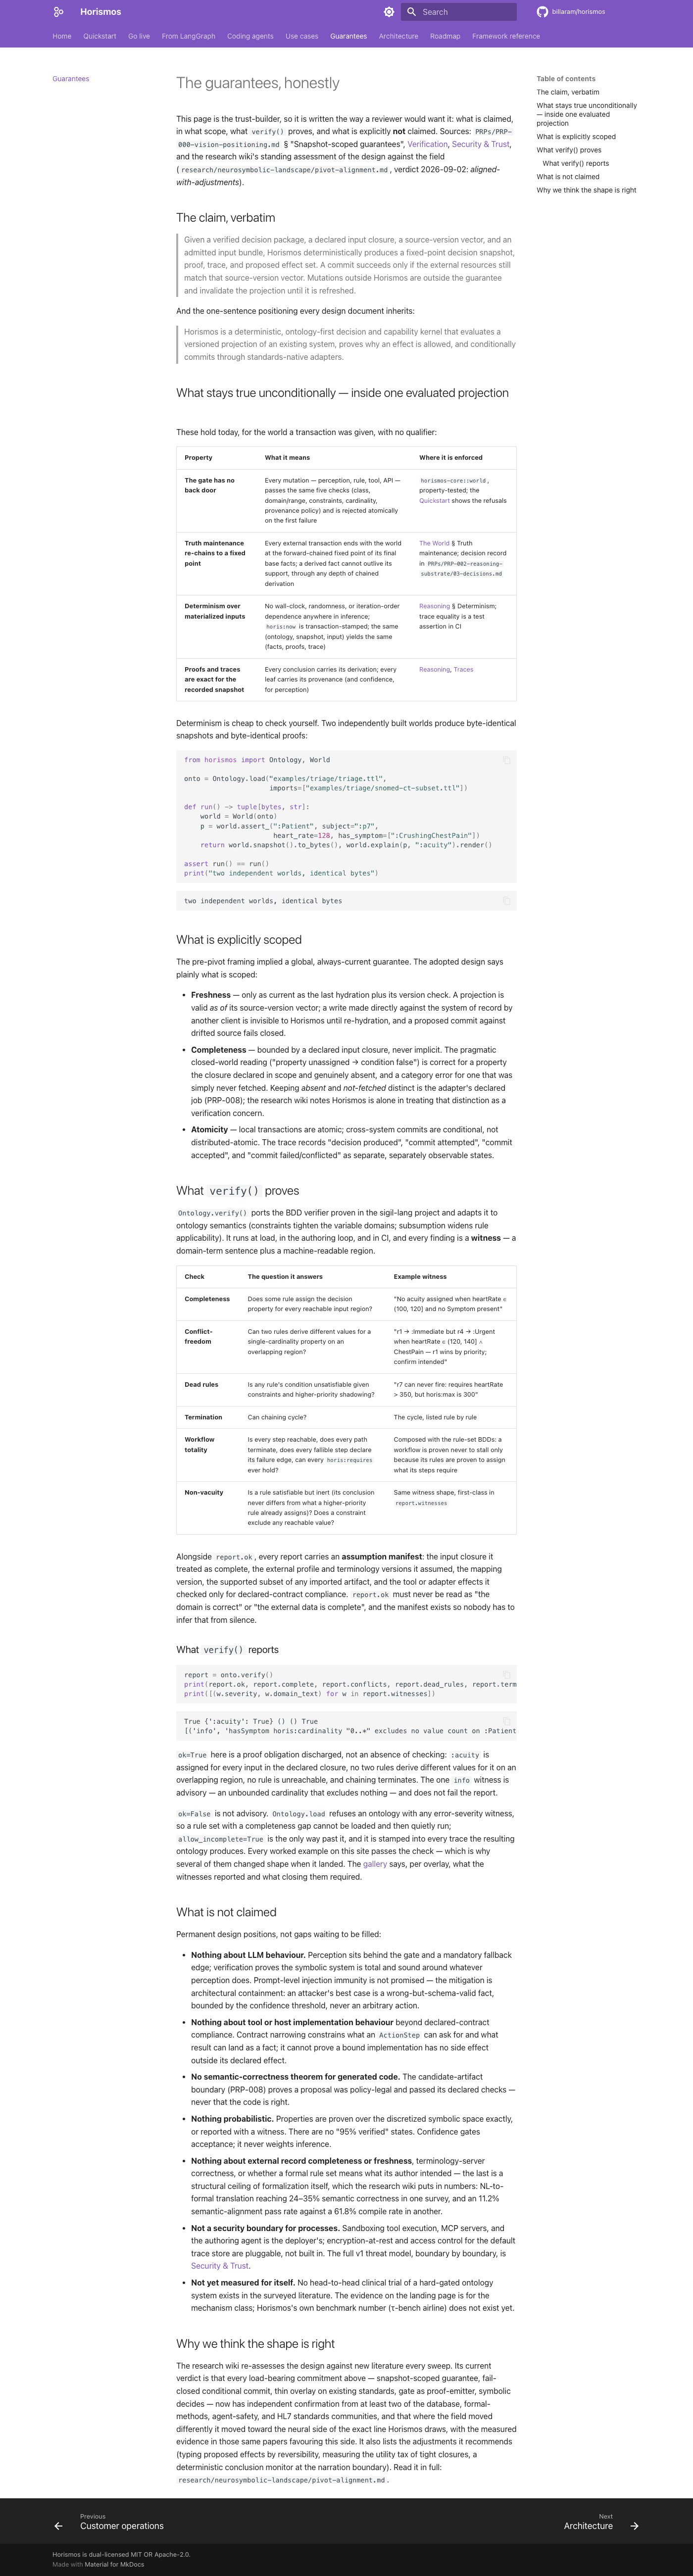 Horismos
Search
billaram/horismos
Home Quickstart Go live From LangGraph Coding agents Use cases Guarantees Architecture Roadmap Framework reference
Guarantees
The guarantees, honestly
This page is the trust-builder, so it is written the way a reviewer would want it: what is claimed,
in what scope, what verify() proves, and what is explicitly not claimed. Sources: PRPs/PRP-
000-vision-positioning.md § "Snapshot-scoped guarantees", Verification, Security & Trust,
and the research wiki's standing assessment of the design against the field
( research/neurosymbolic-landscape/pivot-alignment.md , verdict 2026-09-02: aligned-
with-adjustments).
The claim, verbatim
Given a verified decision package, a declared input closure, a source-version vector, and an
admitted input bundle, Horismos deterministically produces a fixed-point decision snapshot,
proof, trace, and proposed effect set. A commit succeeds only if the external resources still
match that source-version vector. Mutations outside Horismos are outside the guarantee
and invalidate the projection until it is refreshed.
And the one-sentence positioning every design document inherits:
Horismos is a deterministic, ontology-first decision and capability kernel that evaluates a
versioned projection of an existing system, proves why an effect is allowed, and conditionally
commits through standards-native adapters.
What stays true unconditionally — inside one evaluated projection
These hold today, for the world a transaction was given, with no qualifier:
Property What it means Where it is enforced
The gate has no Every mutation — perception, rule, tool, API — horismos-core::world ,
back door passes the same five checks (class, property-tested; the
domain/range, constraints, cardinality, Quickstart shows the refusals
provenance policy) and is rejected atomically
on the first failure
Truth maintenance Every external transaction ends with the world The World § Truth
re-chains to a fixed at the forward-chained fixed point of its final maintenance; decision record
point base facts; a derived fact cannot outlive its in PRPs/PRP-002-reasoning-
support, through any depth of chained substrate/03-decisions.md
derivation
Determinism over No wall-clock, randomness, or iteration-order Reasoning § Determinism;
materialized inputs dependence anywhere in inference; trace equality is a test
horis:now is transaction-stamped; the same assertion in CI
(ontology, snapshot, input) yields the same
(facts, proofs, trace)
Proofs and traces Every conclusion carries its derivation; every Reasoning, Traces
are exact for the leaf carries its provenance (and confidence,
recorded snapshot for perception)
Determinism is cheap to check yourself. Two independently built worlds produce byte-identical
snapshots and byte-identical proofs:
from horismos import Ontology, World
onto = Ontology.load("examples/triage/triage.ttl",
imports=["examples/triage/snomed-ct-subset.ttl"])
def run() -> tuple[bytes, str]:
world = World(onto)
p = world.assert_(":Patient", subject=":p7",
heart_rate=128, has_symptom=[":CrushingChestPain"])
return world.snapshot().to_bytes(), world.explain(p, ":acuity").render()
assert run() == run()
print("two independent worlds, identical bytes")
two independent worlds, identical bytes
What is explicitly scoped
The pre-pivot framing implied a global, always-current guarantee. The adopted design says
plainly what is scoped:
• Freshness — only as current as the last hydration plus its version check. A projection is
valid as of its source-version vector; a write made directly against the system of record by
another client is invisible to Horismos until re-hydration, and a proposed commit against
drifted source fails closed.
• Completeness — bounded by a declared input closure, never implicit. The pragmatic
closed-world reading ("property unassigned → condition false") is correct for a property
the closure declared in scope and genuinely absent, and a category error for one that was
simply never fetched. Keeping absent and not-fetched distinct is the adapter's declared
job (PRP-008); the research wiki notes Horismos is alone in treating that distinction as a
verification concern.
• Atomicity — local transactions are atomic; cross-system commits are conditional, not
distributed-atomic. The trace records "decision produced", "commit attempted", "commit
accepted", and "commit failed/conflicted" as separate, separately observable states.
What verify() proves
Ontology.verify() ports the BDD verifier proven in the sigil-lang project and adapts it to
ontology semantics (constraints tighten the variable domains; subsumption widens rule
applicability). It runs at load, in the authoring loop, and in CI, and every finding is a witness — a
domain-term sentence plus a machine-readable region.
Check The question it answers Example witness
Completeness Does some rule assign the decision "No acuity assigned when heartRate ∈
property for every reachable input region? (100, 120] and no Symptom present"
Conflict- Can two rules derive different values for a "r1 → :Immediate but r4 → :Urgent
freedom single-cardinality property on an when heartRate ∈ (120, 140] ∧
overlapping region? ChestPain — r1 wins by priority;
confirm intended"
Dead rules Is any rule's condition unsatisfiable given "r7 can never fire: requires heartRate
constraints and higher-priority shadowing? > 350, but horis:max is 300"
Termination Can chaining cycle? The cycle, listed rule by rule
Workflow Is every step reachable, does every path Composed with the rule-set BDDs: a
totality terminate, does every fallible step declare workflow is proven never to stall only
its failure edge, can every horis:requires because its rules are proven to assign
ever hold? what its steps require
Non-vacuity Is a rule satisfiable but inert (its conclusion Same witness shape, first-class in
never differs from what a higher-priority report.witnesses
rule already assigns)? Does a constraint
exclude any reachable value?
Alongside report.ok , every report carries an assumption manifest: the input closure it
treated as complete, the external profile and terminology versions it assumed, the mapping
version, the supported subset of any imported artifact, and the tool or adapter effects it
checked only for declared-contract compliance. report.ok must never be read as "the
domain is correct" or "the external data is complete", and the manifest exists so nobody has to
infer that from silence.
What verify() reports
report = onto.verify()
print(report.ok, report.complete, report.conflicts, report.dead_rules, report.term
print([(w.severity, w.domain_text) for w in report.witnesses])
True {':acuity': True} () () True
[('info', 'hasSymptom horis:cardinality "0..*" excludes no value count on :Patient
ok=True here is a proof obligation discharged, not an absence of checking: :acuity is
assigned for every input in the declared closure, no two rules derive different values for it on an
overlapping region, no rule is unreachable, and chaining terminates. The one info witness is
advisory — an unbounded cardinality that excludes nothing — and does not fail the report.
ok=False is not advisory. Ontology.load refuses an ontology with any error-severity witness,
so a rule set with a completeness gap cannot be loaded and then quietly run;
allow_incomplete=True is the only way past it, and it is stamped into every trace the resulting
ontology produces. Every worked example on this site passes the check — which is why
several of them changed shape when it landed. The gallery says, per overlay, what the
witnesses reported and what closing them required.
What is not claimed
Permanent design positions, not gaps waiting to be filled:
• Nothing about LLM behaviour. Perception sits behind the gate and a mandatory fallback
edge; verification proves the symbolic system is total and sound around whatever
perception does. Prompt-level injection immunity is not promised — the mitigation is
architectural containment: an attacker's best case is a wrong-but-schema-valid fact,
bounded by the confidence threshold, never an arbitrary action.
• Nothing about tool or host implementation behaviour beyond declared-contract
compliance. Contract narrowing constrains what an ActionStep can ask for and what
result can land as a fact; it cannot prove a bound implementation has no side effect
outside its declared effect.
• No semantic-correctness theorem for generated code. The candidate-artifact
boundary (PRP-008) proves a proposal was policy-legal and passed its declared checks —
never that the code is right.
• Nothing probabilistic. Properties are proven over the discretized symbolic space exactly,
or reported with a witness. There are no "95% verified" states. Confidence gates
acceptance; it never weights inference.
• Nothing about external record completeness or freshness, terminology-server
correctness, or whether a formal rule set means what its author intended — the last is a
structural ceiling of formalization itself, which the research wiki puts in numbers: NL-to-
formal translation reaching 24–35% semantic correctness in one survey, and an 11.2%
semantic-alignment pass rate against a 61.8% compile rate in another.
• Not a security boundary for processes. Sandboxing tool execution, MCP servers, and
the authoring agent is the deployer's; encryption-at-rest and access control for the default
trace store are pluggable, not built in. The full v1 threat model, boundary by boundary, is
Security & Trust.
• Not yet measured for itself. No head-to-head clinical trial of a hard-gated ontology
system exists in the surveyed literature. The evidence on the landing page is for the
mechanism class; Horismos's own benchmark number (τ-bench airline) does not exist yet.
Why we think the shape is right
The research wiki re-assesses the design against new literature every sweep. Its current
verdict is that every load-bearing commitment above — snapshot-scoped guarantee, fail-
closed conditional commit, thin overlay on existing standards, gate as proof-emitter, symbolic
decides — now has independent confirmation from at least two of the database, formal-
methods, agent-safety, and HL7 standards communities, and that where the field moved
differently it moved toward the neural side of the exact line Horismos draws, with the measured
evidence in those same papers favouring this side. It also lists the adjustments it recommends
(typing proposed effects by reversibility, measuring the utility tax of tight closures, a
deterministic conclusion monitor at the narration boundary). Read it in full:
research/neurosymbolic-landscape/pivot-alignment.md .
Table of contents
The claim, verbatim
What stays true unconditionally
— inside one evaluated
projection
What is explicitly scoped
What verify() proves
What verify() reports
What is not claimed
Why we think the shape is right
Previous
Customer operations
Next
Architecture
Horismos is dual-licensed MIT OR Apache-2.0.
Made with Material for MkDocs